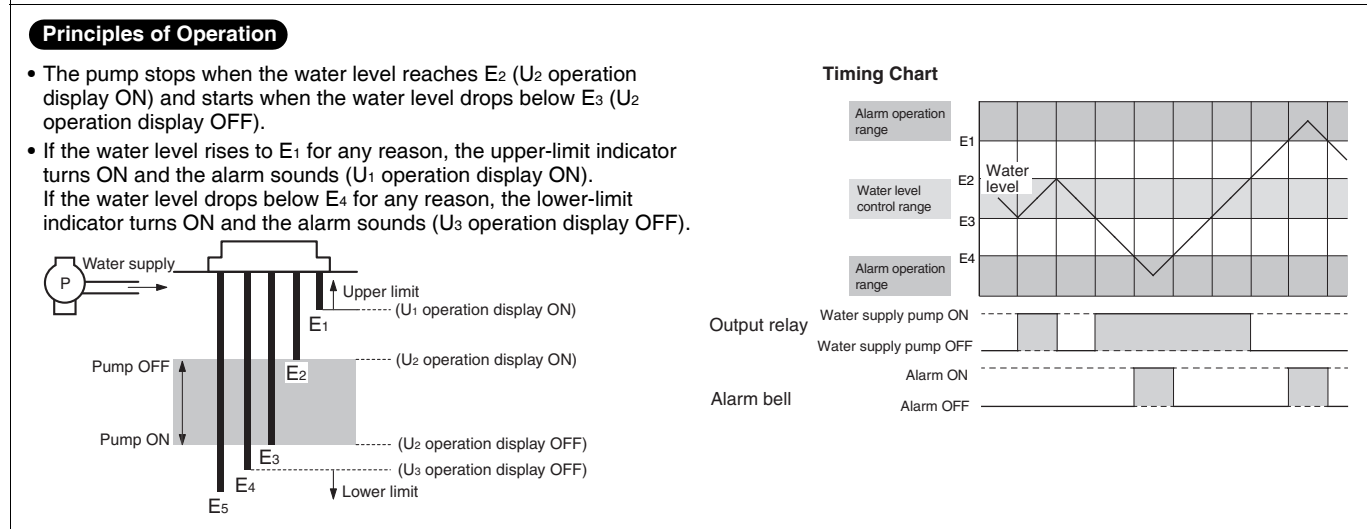 Principles of Operation
• The pump stops when the water level reaches E2 (U2 operation
display ON) and starts when the water level drops below E3 (U2
operation display OFF).
• If the water level rises to E1 for any reason, the upper-limit indicator
turns ON and the alarm sounds (U1 operation display ON).
If the water level drops below E4 for any reason, the lower-limit
indicator turns ON and the alarm sounds (U3 operation display OFF).
P
Water supply
Upper limit
(U1 operation display ON)
E1
Pump OFF
(U2 operation display ON)
E2
Pump ON
(U2 operation display OFF)
E3
(U3 operation display OFF)
E4
Lower limit
E5
Timing Chart
Alarm operation
range
E1
Water
level
E2
Water level
control range
E3
E4
Alarm operation
range
Output relay
Water supply pump ON
Water supply pump OFF
Alarm bell
Alarm ON
Alarm OFF